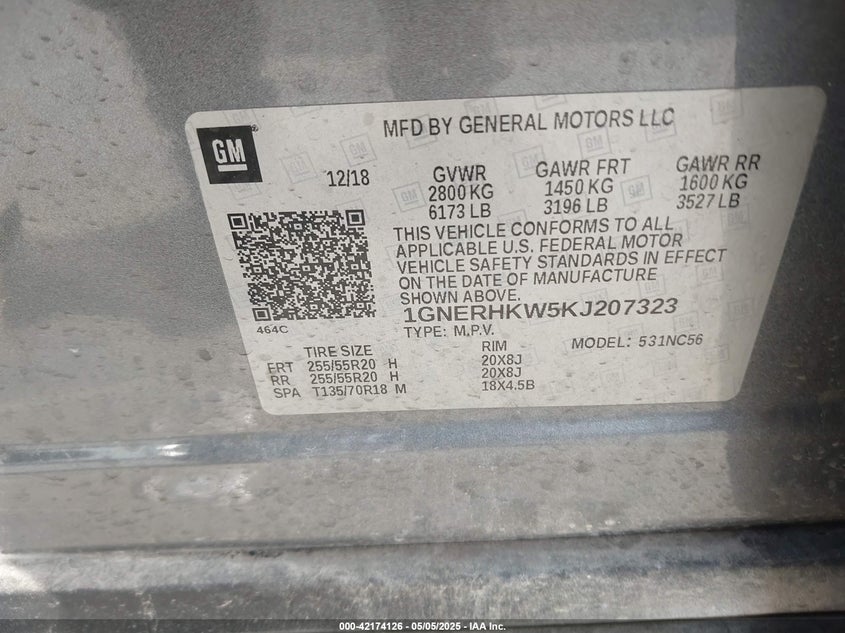 GM
MFD BY GENERAL MOTORS LLC
12/18
GVWR GAWR FRT GAWR RR
2800 KG 1450 KG 1600 KG
6173 LB 3196 LB 3527 LB
THIS VEHICLE CONFORMS TO ALL
APPLICABLE U.S. FEDERAL MOTOR
VEHICLE SAFETY STANDARDS IN EFFECT
ON THE DATE OF MANUFACTURE
SHOWN ABOVE.
1GNERHKW5KJ207323
464C
TYPE: M.P.V. MODEL: 531NC56
TIRE SIZE RIM
FRT 255/55R20 H 20X8J
RR 255/55R20 H 20X8J
SPA T135/70R18 M 18X4.5B
000-42174126 - 05/05/2025 - IAA Inc.